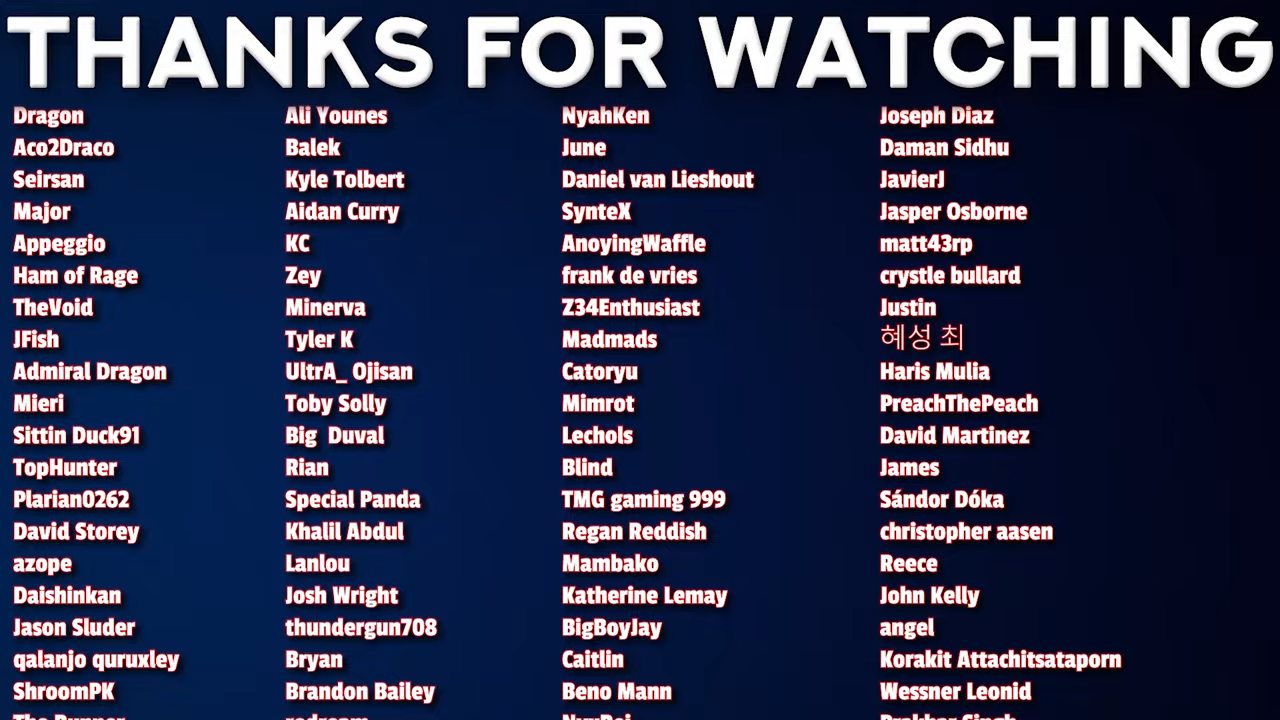 THANKS FOR WATCHING
Dragon
Aco2Draco
Seirsan
Major
Appeggio
Ham of Rage
TheVoid
JFish
Admiral Dragon
Mieri
Sittin Duck91
TopHunter
Plarian0262
David Storey
azope
Daishinkan
Jason Sluder
qalanjo quruxley
ShroomPK
The Runner
Ali Younes
Balek
Kyle Tolbert
Aidan Curry
KC
Zey
Minerva
Tyler K
UltrA_ Ojisan
Toby Solly
Big  Duval
Rian
Special Panda
Khalil Abdul
Lanlou
Josh Wright
thundergun708
Bryan
Brandon Bailey
NyahKen
June
Daniel van Lieshout
SynteX
AnoyingWaffle
frank de vries
Z34Enthusiast
Madmads
Catoryu
Mimrot
Lechols
Blind
TMG gaming 999
Regan Reddish
Mambako
Katherine Lemay
BigBoyJay
Caitlin
Beno Mann
Joseph Diaz
Daman Sidhu
JavierJ
Jasper Osborne
matt43rp
crystle bullard
Justin
혜성 최
Haris Mulia
PreachThePeach
David Martinez
James
Sándor Dóka
christopher aasen
Reece
John Kelly
angel
Korakit Attachitsataporn
Wessner Leonid
Prakhar Singh